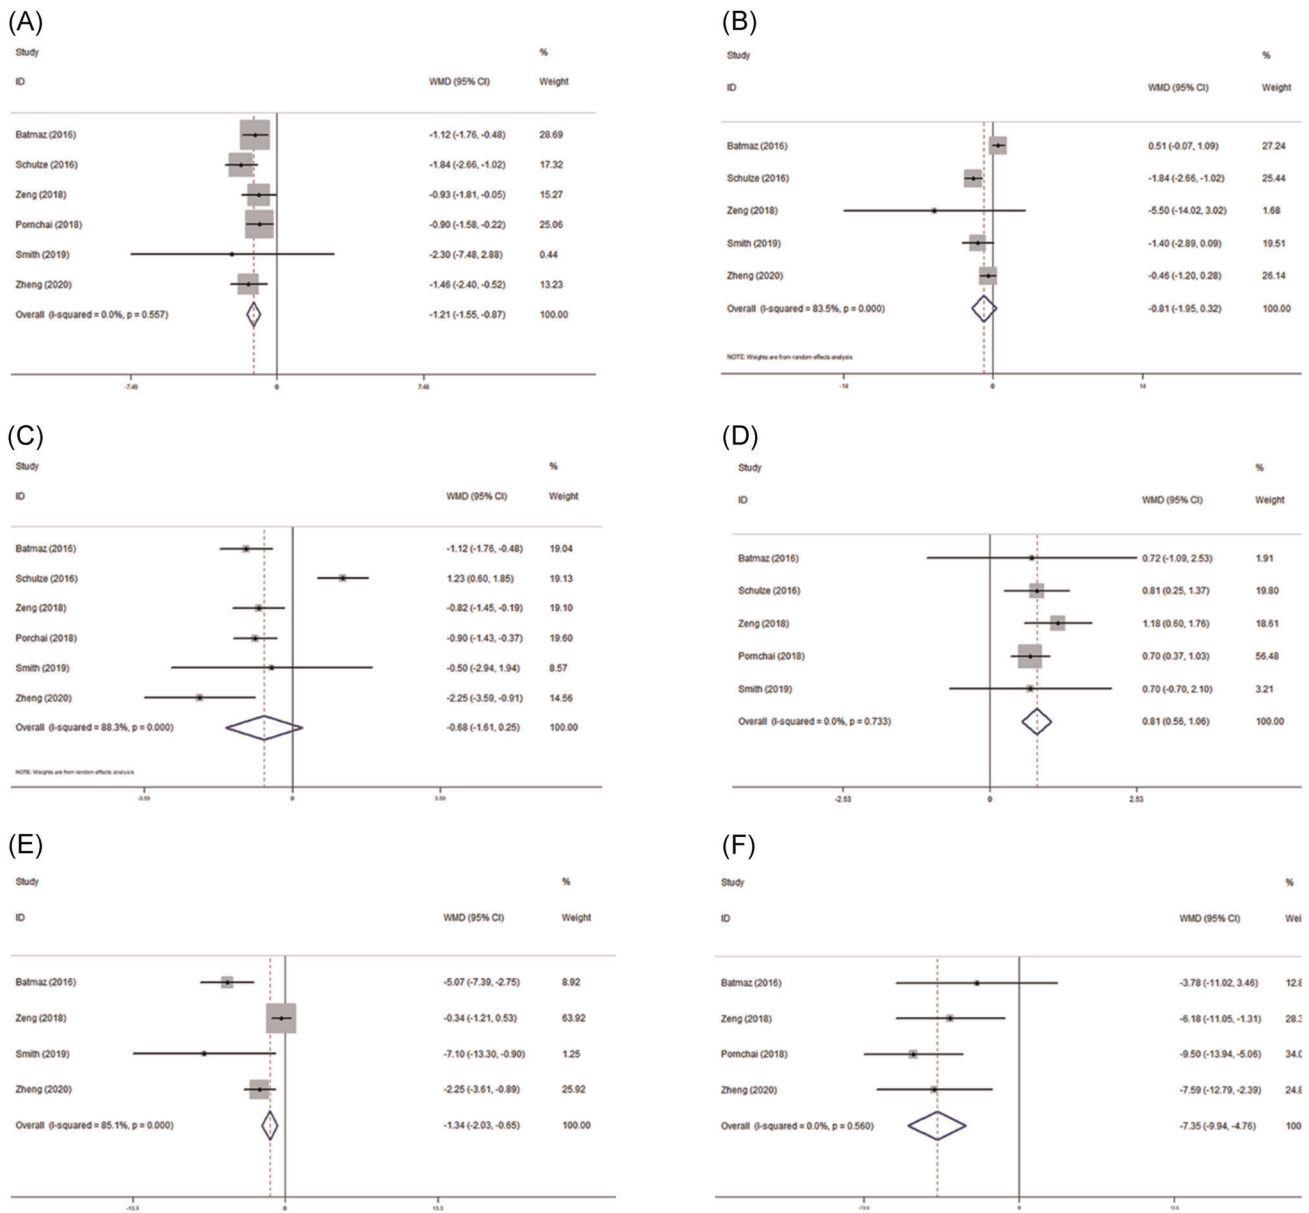 (A)
Study %
ID WMD (95% CI) Weight
Batmaz (2016) -1.12 (-1.76, -0.48) 28.69
Schulze (2016) -1.84 (-2.66, -1.02) 17.32
Zeng (2018) -0.93 (-1.81, -0.05) 15.27
Pornchai (2018) -0.90 (-1.58, -0.22) 25.06
Smith (2019) -2.30 (-7.48, 2.88) 0.44
Zheng (2020) -1.46 (-2.40, -0.52) 13.23
Overall (I-squared = 0.0%, p = 0.557) -1.21 (-1.55, -0.87) 100.00
-7.48 0 7.48
(B)
Study %
ID WMD (95% CI) Weight
Batmaz (2016) 0.51 (-0.07, 1.09) 27.24
Schulze (2016) -1.84 (-2.66, -1.02) 25.44
Zeng (2018) -5.50 (-14.02, 3.02) 1.68
Smith (2019) -1.40 (-2.89, 0.09) 19.51
Zheng (2020) -0.46 (-1.20, 0.28) 26.14
Overall (I-squared = 83.5%, p = 0.000) -0.81 (-1.95, 0.32) 100.00
NOTE: Weights are from random effects analysis
-14 0 14
(C)
Study %
ID WMD (95% CI) Weight
Batmaz (2016) -1.12 (-1.76, -0.48) 19.04
Schulze (2016) 1.23 (0.60, 1.85) 19.13
Zeng (2018) -0.82 (-1.45, -0.19) 19.10
Porchai (2018) -0.90 (-1.43, -0.37) 19.60
Smith (2019) -0.50 (-2.94, 1.94) 8.57
Zheng (2020) -2.25 (-3.59, -0.91) 14.56
Overall (I-squared = 88.3%, p = 0.000) -0.68 (-1.61, 0.25) 100.00
NOTE: Weights are from random effects analysis
-3.59 0 3.59
(D)
Study %
ID WMD (95% CI) Weight
Batmaz (2016) 0.72 (-1.09, 2.53) 1.91
Schulze (2016) 0.81 (0.25, 1.37) 19.80
Zeng (2018) 1.18 (0.60, 1.76) 18.61
Pornchai (2018) 0.70 (0.37, 1.03) 56.48
Smith (2019) 0.70 (-0.70, 2.10) 3.21
Overall (I-squared = 0.0%, p = 0.733) 0.81 (0.56, 1.06) 100.00
-2.53 0 2.53
(E)
Study %
ID WMD (95% CI) Weight
Batmaz (2016) -5.07 (-7.39, -2.75) 8.92
Zeng (2018) -0.34 (-1.21, 0.53) 63.92
Smith (2019) -7.10 (-13.30, -0.90) 1.25
Zheng (2020) -2.25 (-3.61, -0.89) 25.92
Overall (I-squared = 85.1%, p = 0.000) -1.34 (-2.03, -0.65) 100.00
-13.3 0 13.3
(F)
Study %
ID WMD (95% CI) Wei
Batmaz (2016) -3.78 (-11.02, 3.46) 12.8
Zeng (2018) -6.18 (-11.05, -1.31) 28.3
Pornchai (2018) -9.50 (-13.94, -5.06) 34.0
Zheng (2020) -7.59 (-12.79, -2.39) 24.8
Overall (I-squared = 0.0%, p = 0.560) -7.35 (-9.94, -4.76) 100
0